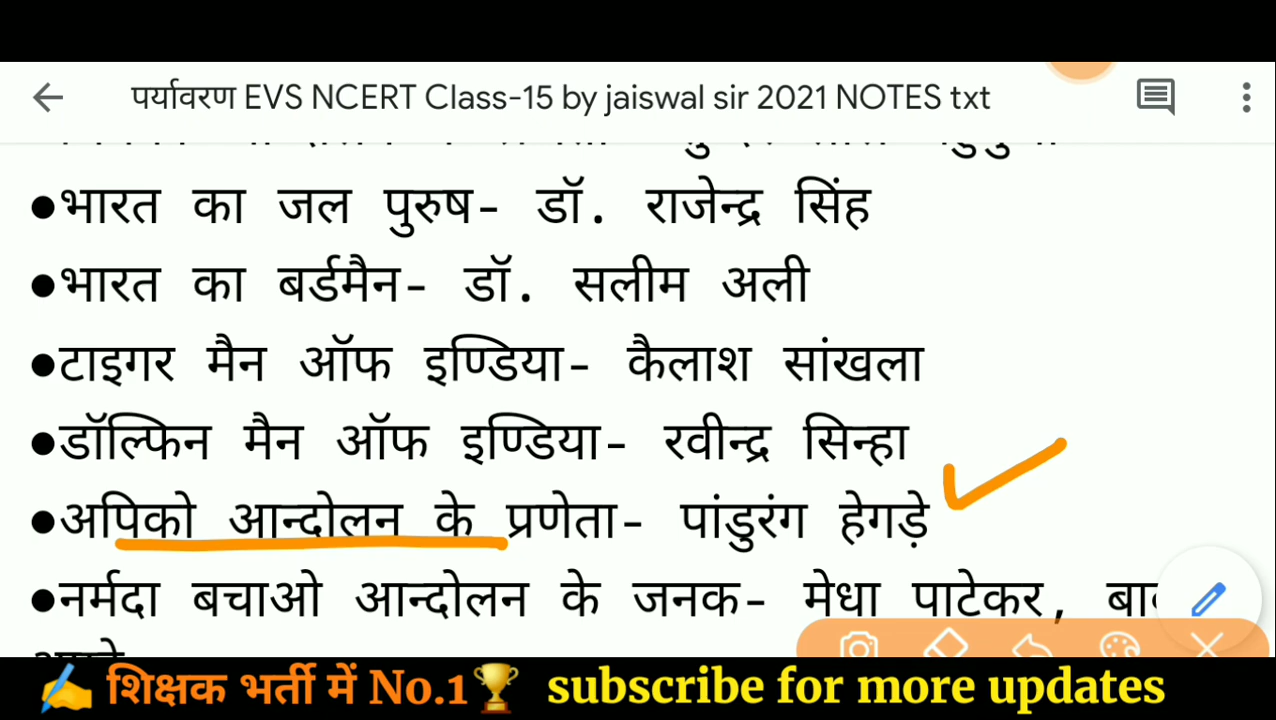 पर्यावरण EVS NCERT Class-15 by jaiswal sir 2021 NOTES txt
●भारत का जल पुरुष- डॉ. राजेन्द्र सिंह
●भारत का बर्डमैन- डॉ. सलीम अली
●टाइगर मैन ऑफ इण्डिया- कैलाश सांखला
●डॉल्फिन मैन ऑफ इण्डिया- रवीन्द्र सिन्हा
●अपिको आन्दोलन के प्रणेता- पांडुरंग हेगड़े
●नर्मदा बचाओ आन्दोलन के जनक- मेधा पाटेकर,
✍️ शिक्षक भर्ती में No.1🏆 subscribe for more updates